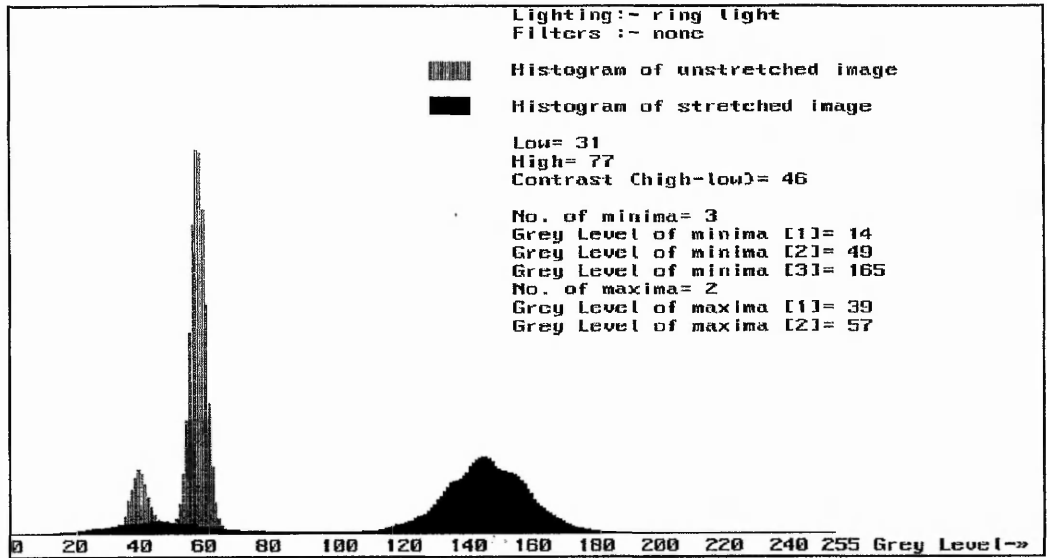 Lighting:- ring light
Filters :- none
Histogram of unstretched image
Histogram of stretched image
Low= 31
High= 77
Contrast (high-low)= 46
No. of minima= 3
Grey Level of minima [1]= 14
Grey Level of minima [2]= 49
Grey Level of minima [3]= 165
No. of maxima= 2
Grey Level of maxima [1]= 39
Grey Level of maxima [2]= 57
0 20 40 60 80 100 120 140 160 180 200 220 240 255 Grey Level-»